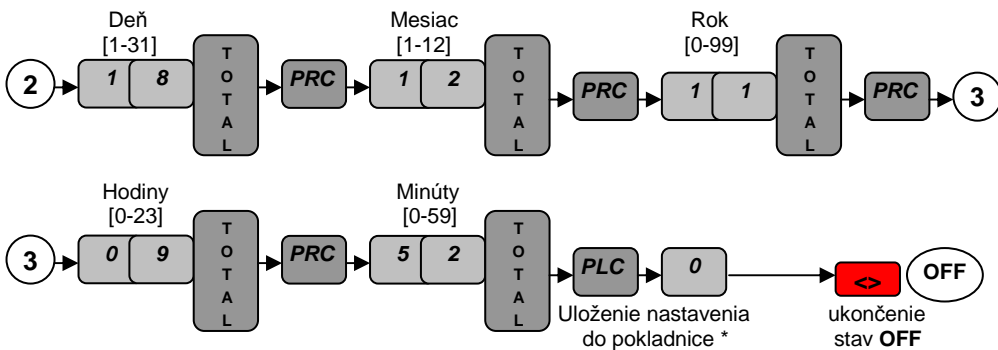 Deň
[1-31]
Mesiac
[1-12]
Rok
[0-99]
2 1 8 TOTAL PRC 1 2 TOTAL PRC 1 1 TOTAL PRC 3
Hodiny
[0-23]
Minúty
[0-59]
3 0 9 TOTAL PRC 5 2 TOTAL PLC 0 <> OFF
Uloženie nastavenia
do pokladnice *
ukončenie
stav OFF